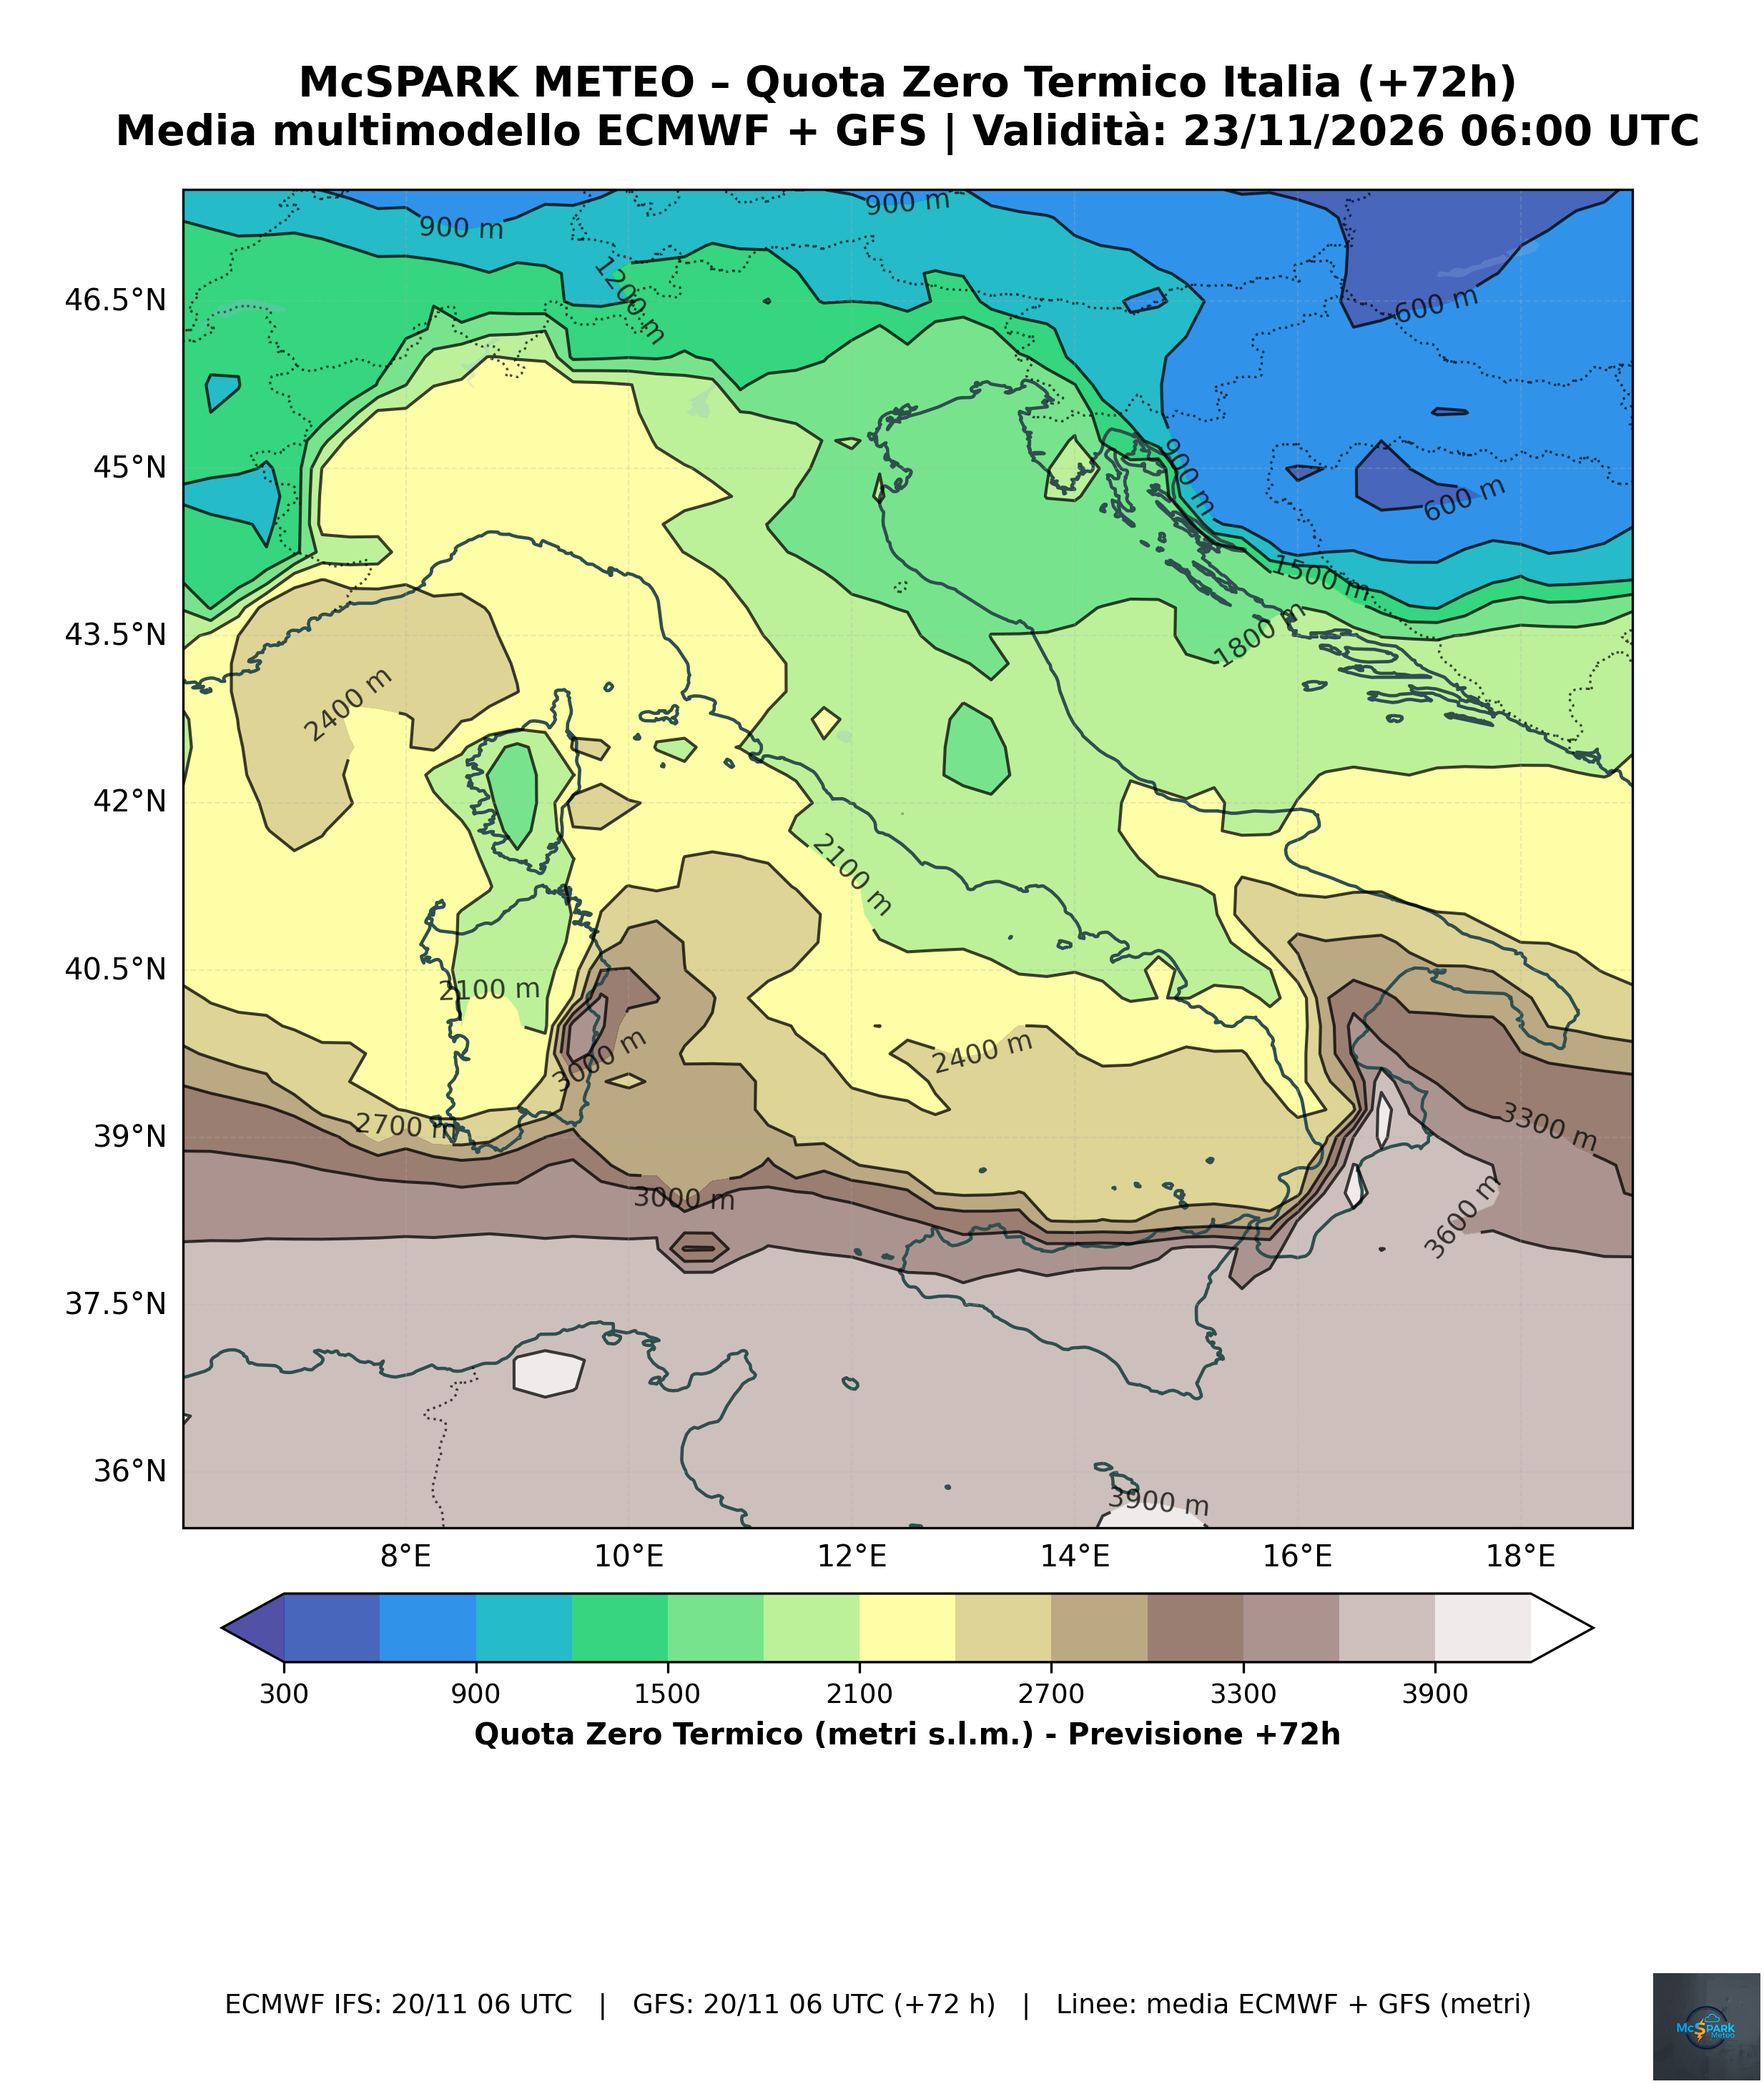 McSPARK METEO – Quota Zero Termico Italia (+72h)
Media multimodello ECMWF + GFS | Validità: 23/11/2026 06:00 UTC
900 m
900 m
1200 m
46.5°N
600 m
45°N
900 m
600 m
1500 m
43.5°N
1800 m
2400 m
42°N
2100 m
40.5°N
2100 m
2400 m
3000 m
39°N
2700 m
3300 m
3000 m
3600 m
37.5°N
36°N
3900 m
8°E 10°E 12°E 14°E 16°E 18°E
300 900 1500 2100 2700 3300 3900
Quota Zero Termico (metri s.l.m.) - Previsione +72h
ECMWF IFS: 20/11 06 UTC | GFS: 20/11 06 UTC (+72 h) | Linee: media ECMWF + GFS (metri)
McSPARK
Meteo